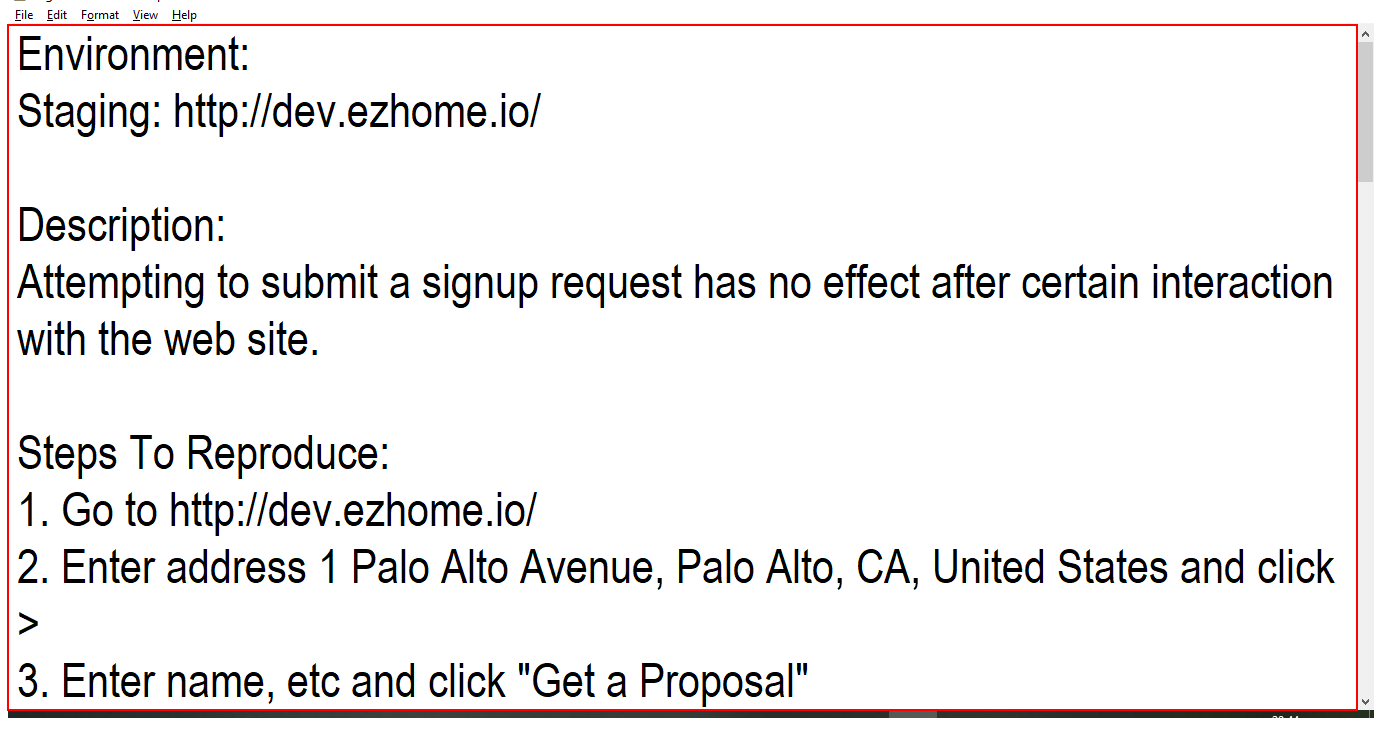 File Edit Format View Help
Environment:
Staging: http://dev.ezhome.io/
Description:
Attempting to submit a signup request has no effect after certain interaction
with the web site.
Steps To Reproduce:
1. Go to http://dev.ezhome.io/
2. Enter address 1 Palo Alto Avenue, Palo Alto, CA, United States and click
>
3. Enter name, etc and click "Get a Proposal"